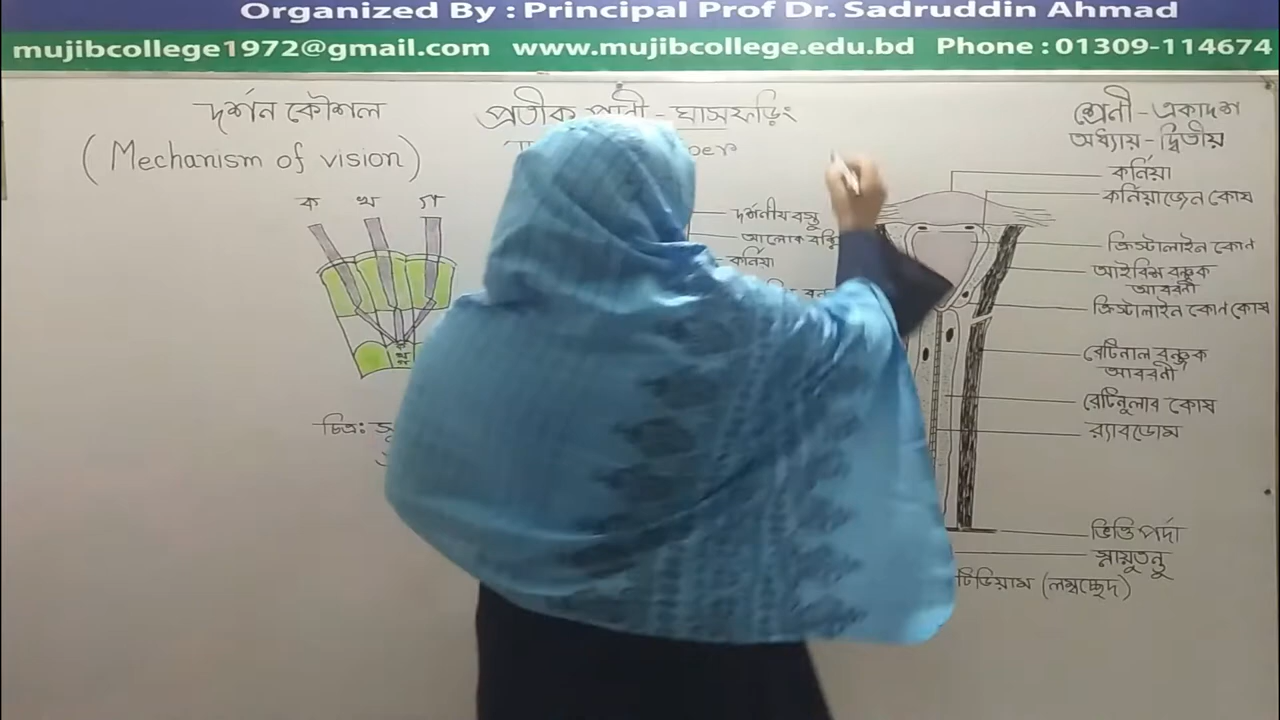 Organized By : Principal Prof Dr. Sadruddin Ahmad
mujibcollege1972@gmail.com www.mujibcollege.edu.bd Phone : 01309-114674
দর্শন কৌশল
(Mechanism of vision)
ক খ গ
প্রতীক প্রাণী - ঘাসফড়িং
শ্রেনী - একাদশ
অধ্যায় - দ্বিতীয়
দর্শনীয় বস্তু
আলোক
কর্নিয়া
কর্নিয়া
কর্নিয়াজেন কোষ
ক্রিস্টালাইন কোন
আইরিশ রঞ্জক
আবরণী
ক্রিস্টালাইন কোন কোষ
রেটিনাল রঞ্জক
আবরণী
রেটিনুলার কোষ
র‍্যাবডোম
ভিত্তি পর্দা
স্নায়ুতন্তু
চিত্র:
টিডিয়াম (লম্বচ্ছেদ)